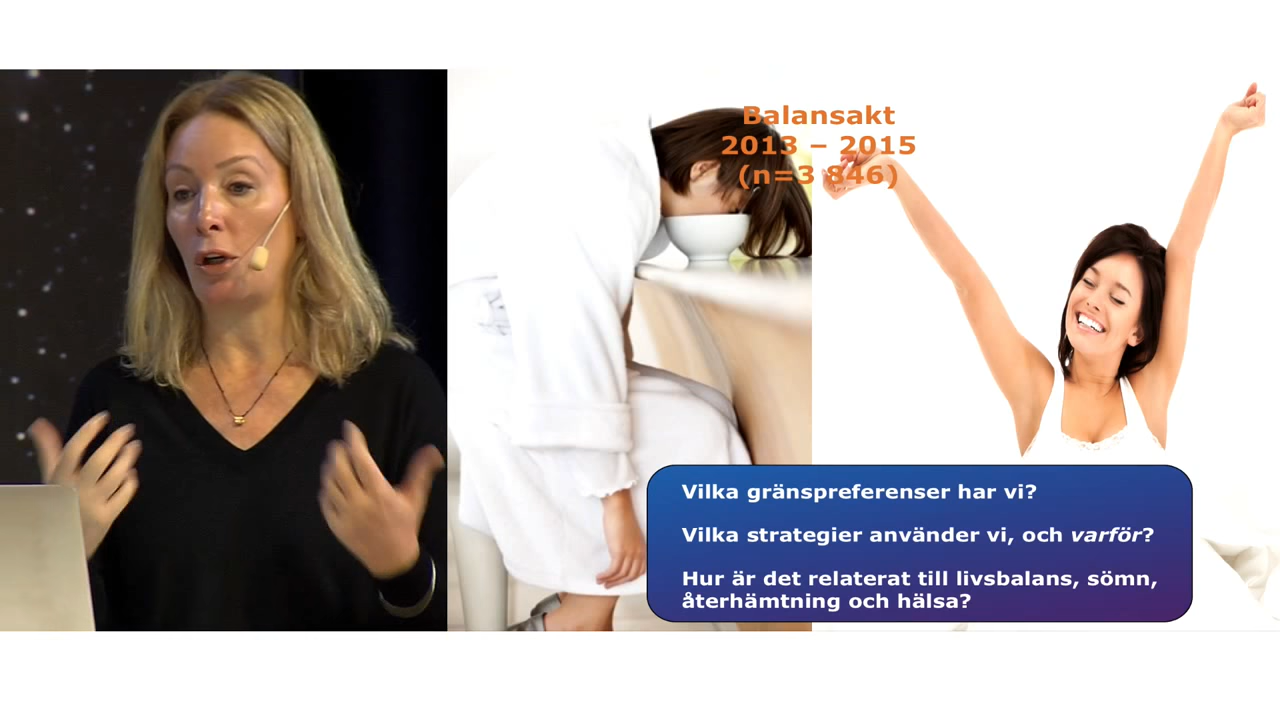 Balansakt
2013 – 2015
(n=3 846)
Vilka gränspreferenser har vi?
Vilka strategier använder vi, och varför?
Hur är det relaterat till livsbalans, sömn,
återhämtning och hälsa?